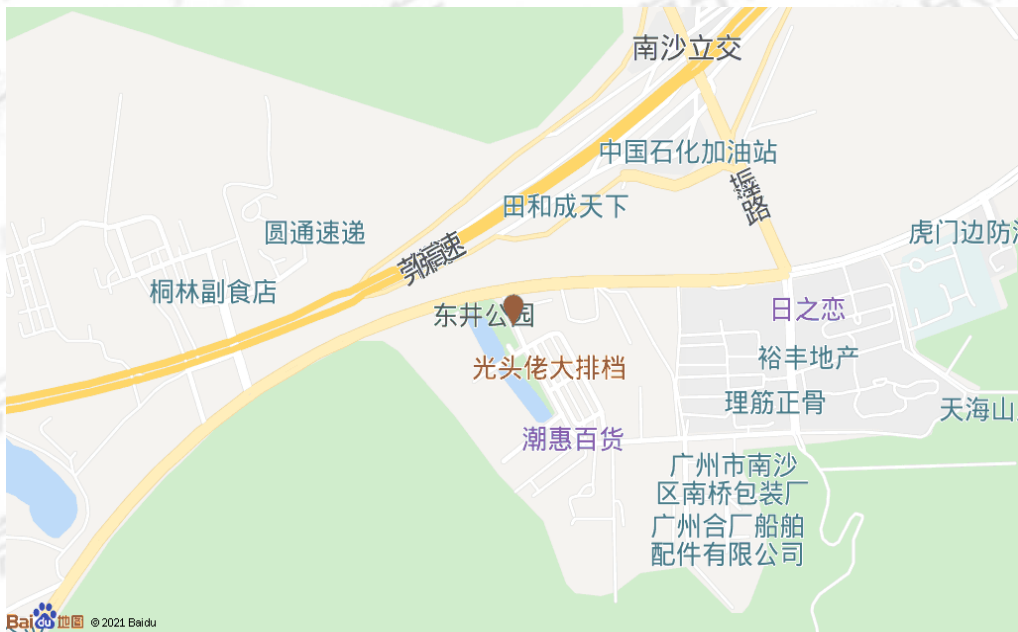 南沙立交
中国石化加油站
田和成天下
圆通速递
虎门边防
桐林副食店
东井公园
日之恋
裕丰地产
光头佬大排档
理筋正骨
天海山
潮惠百货
广州市南沙
区南桥包装厂
广州合厂船舶
配件有限公司
Bai du 地图 © 2021 Baidu